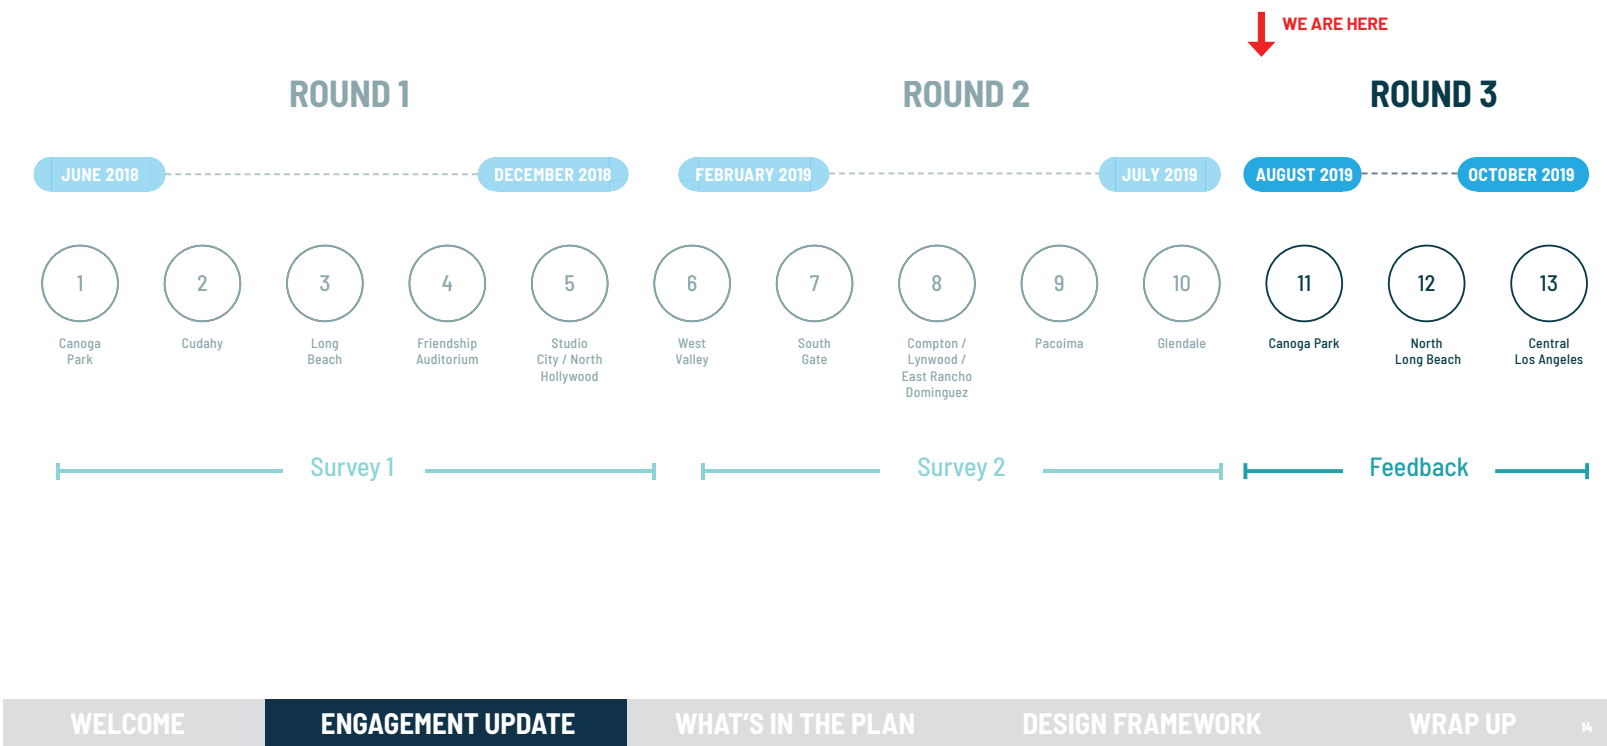 WE ARE HERE
ROUND 1
ROUND 2
ROUND 3
JUNE 2018
DECEMBER 2018
FEBRUARY 2019
JULY 2019
AUGUST 2019
OCTOBER 2019
1
Canoga
Park
2
Cudahy
3
Long
Beach
4
Friendship
Auditorium
5
Studio
City / North
Hollywood
6
West
Valley
7
South
Gate
8
Compton /
Lynwood /
East Rancho
Dominguez
9
Pacoima
10
Glendale
11
Canoga Park
12
North
Long Beach
13
Central
Los Angeles
Survey 1
Survey 2
Feedback
WELCOME
ENGAGEMENT UPDATE
WHAT'S IN THE PLAN
DESIGN FRAMEWORK
WRAP UP
14